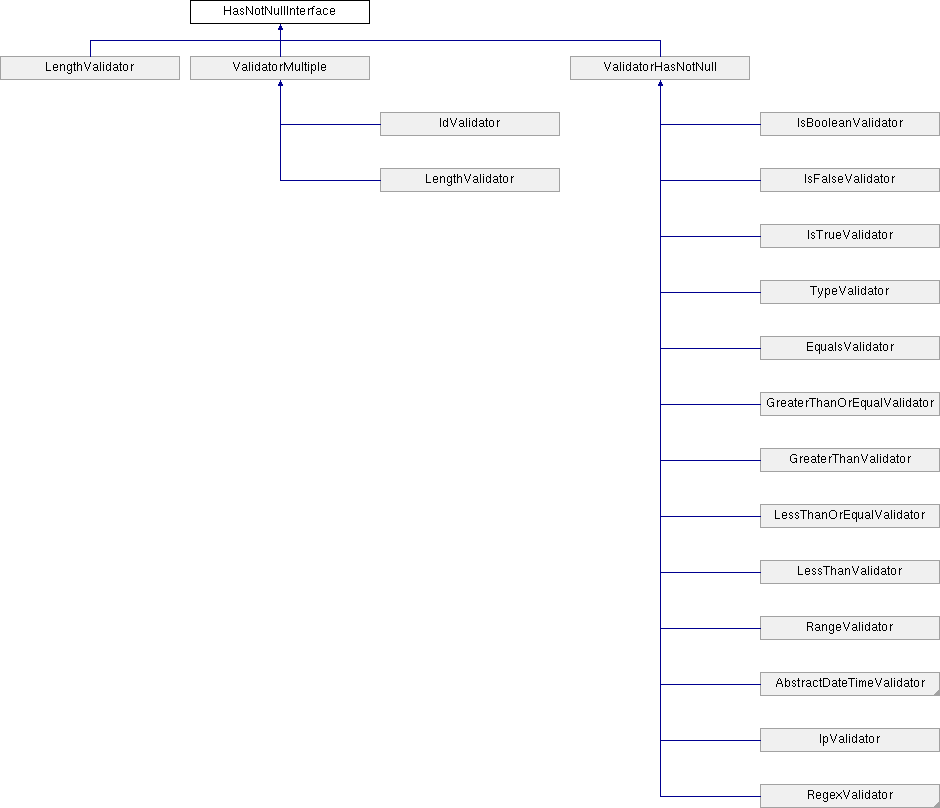 HasNotNullInterface
LengthValidator
ValidatorMultiple
ValidatorHasNotNull
IdValidator
IsBooleanValidator
LengthValidator
IsFalseValidator
IsTrueValidator
TypeValidator
EqualsValidator
GreaterThanOrEqualValidator
GreaterThanValidator
LessThanOrEqualValidator
LessThanValidator
RangeValidator
AbstractDateTimeValidator
IpValidator
RegexValidator